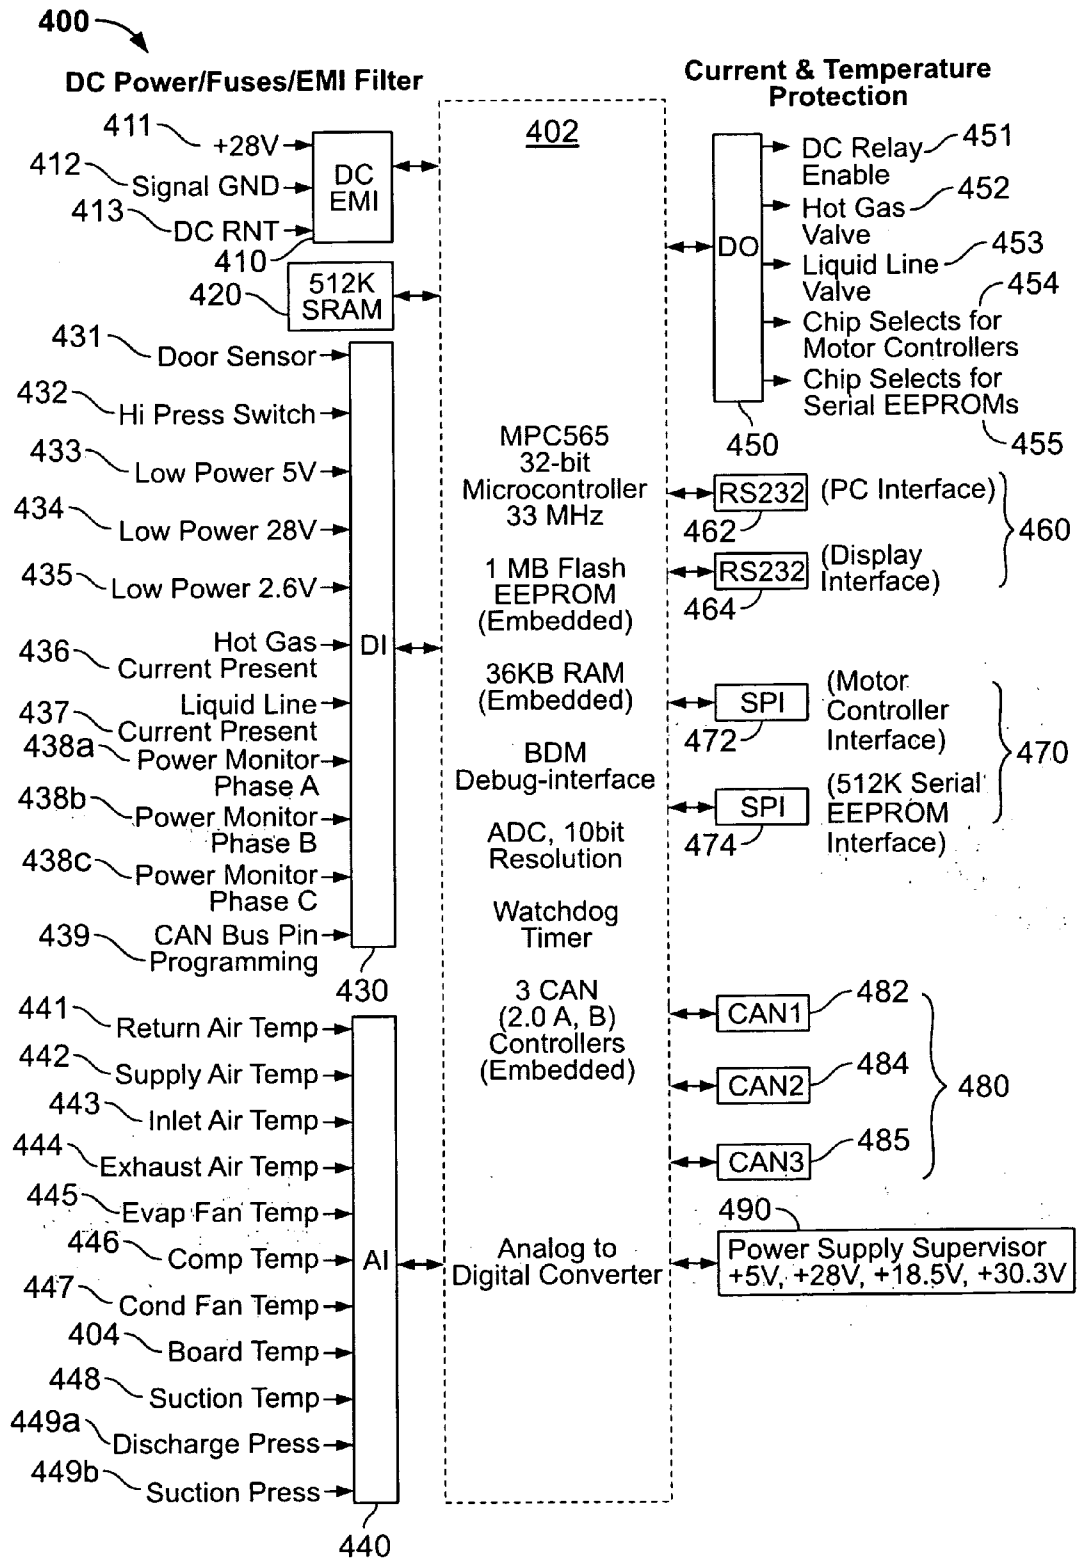 400
DC Power/Fuses/EMI Filter
411
+28V
412
Signal GND
413
DC RNT
DC
EMI
410
420
512K
SRAM
431
Door Sensor
432
Hi Press Switch
433
Low Power 5V
434
Low Power 28V
435
Low Power 2.6V
436
Hot Gas
Current Present
437
Liquid Line
Current Present
438a
Power Monitor
Phase A
438b
Power Monitor
Phase B
438c
Power Monitor
Phase C
439
CAN Bus Pin
Programming
DI
430
441
Return Air Temp
442
Supply Air Temp
443
Inlet Air Temp
444
Exhaust Air Temp
445
Evap Fan Temp
446
Comp Temp
447
Cond Fan Temp
404
Board Temp
448
Suction Temp
449a
Discharge Press
449b
Suction Press
AI
440
402
MPC565
32-bit
Microcontroller
33 MHz
1 MB Flash
EEPROM
(Embedded)
36KB RAM
(Embedded)
BDM
Debug-interface
ADC, 10bit
Resolution
Watchdog
Timer
3 CAN
(2.0 A, B)
Controllers
(Embedded)
Analog to
Digital Converter
Current & Temperature
Protection
DO
450
DC Relay
Enable
451
Hot Gas
Valve
452
Liquid Line
Valve
453
454
Chip Selects for
Motor Controllers
Chip Selects for
Serial EEPROMs
455
RS232
(PC Interface)
462
RS232
(Display
Interface)
464
460
SPI
(Motor
Controller
Interface)
472
SPI
(512K Serial
EEPROM
Interface)
474
470
CAN1
482
CAN2
484
CAN3
485
480
490
Power Supply Supervisor
+5V, +28V, +18.5V, +30.3V